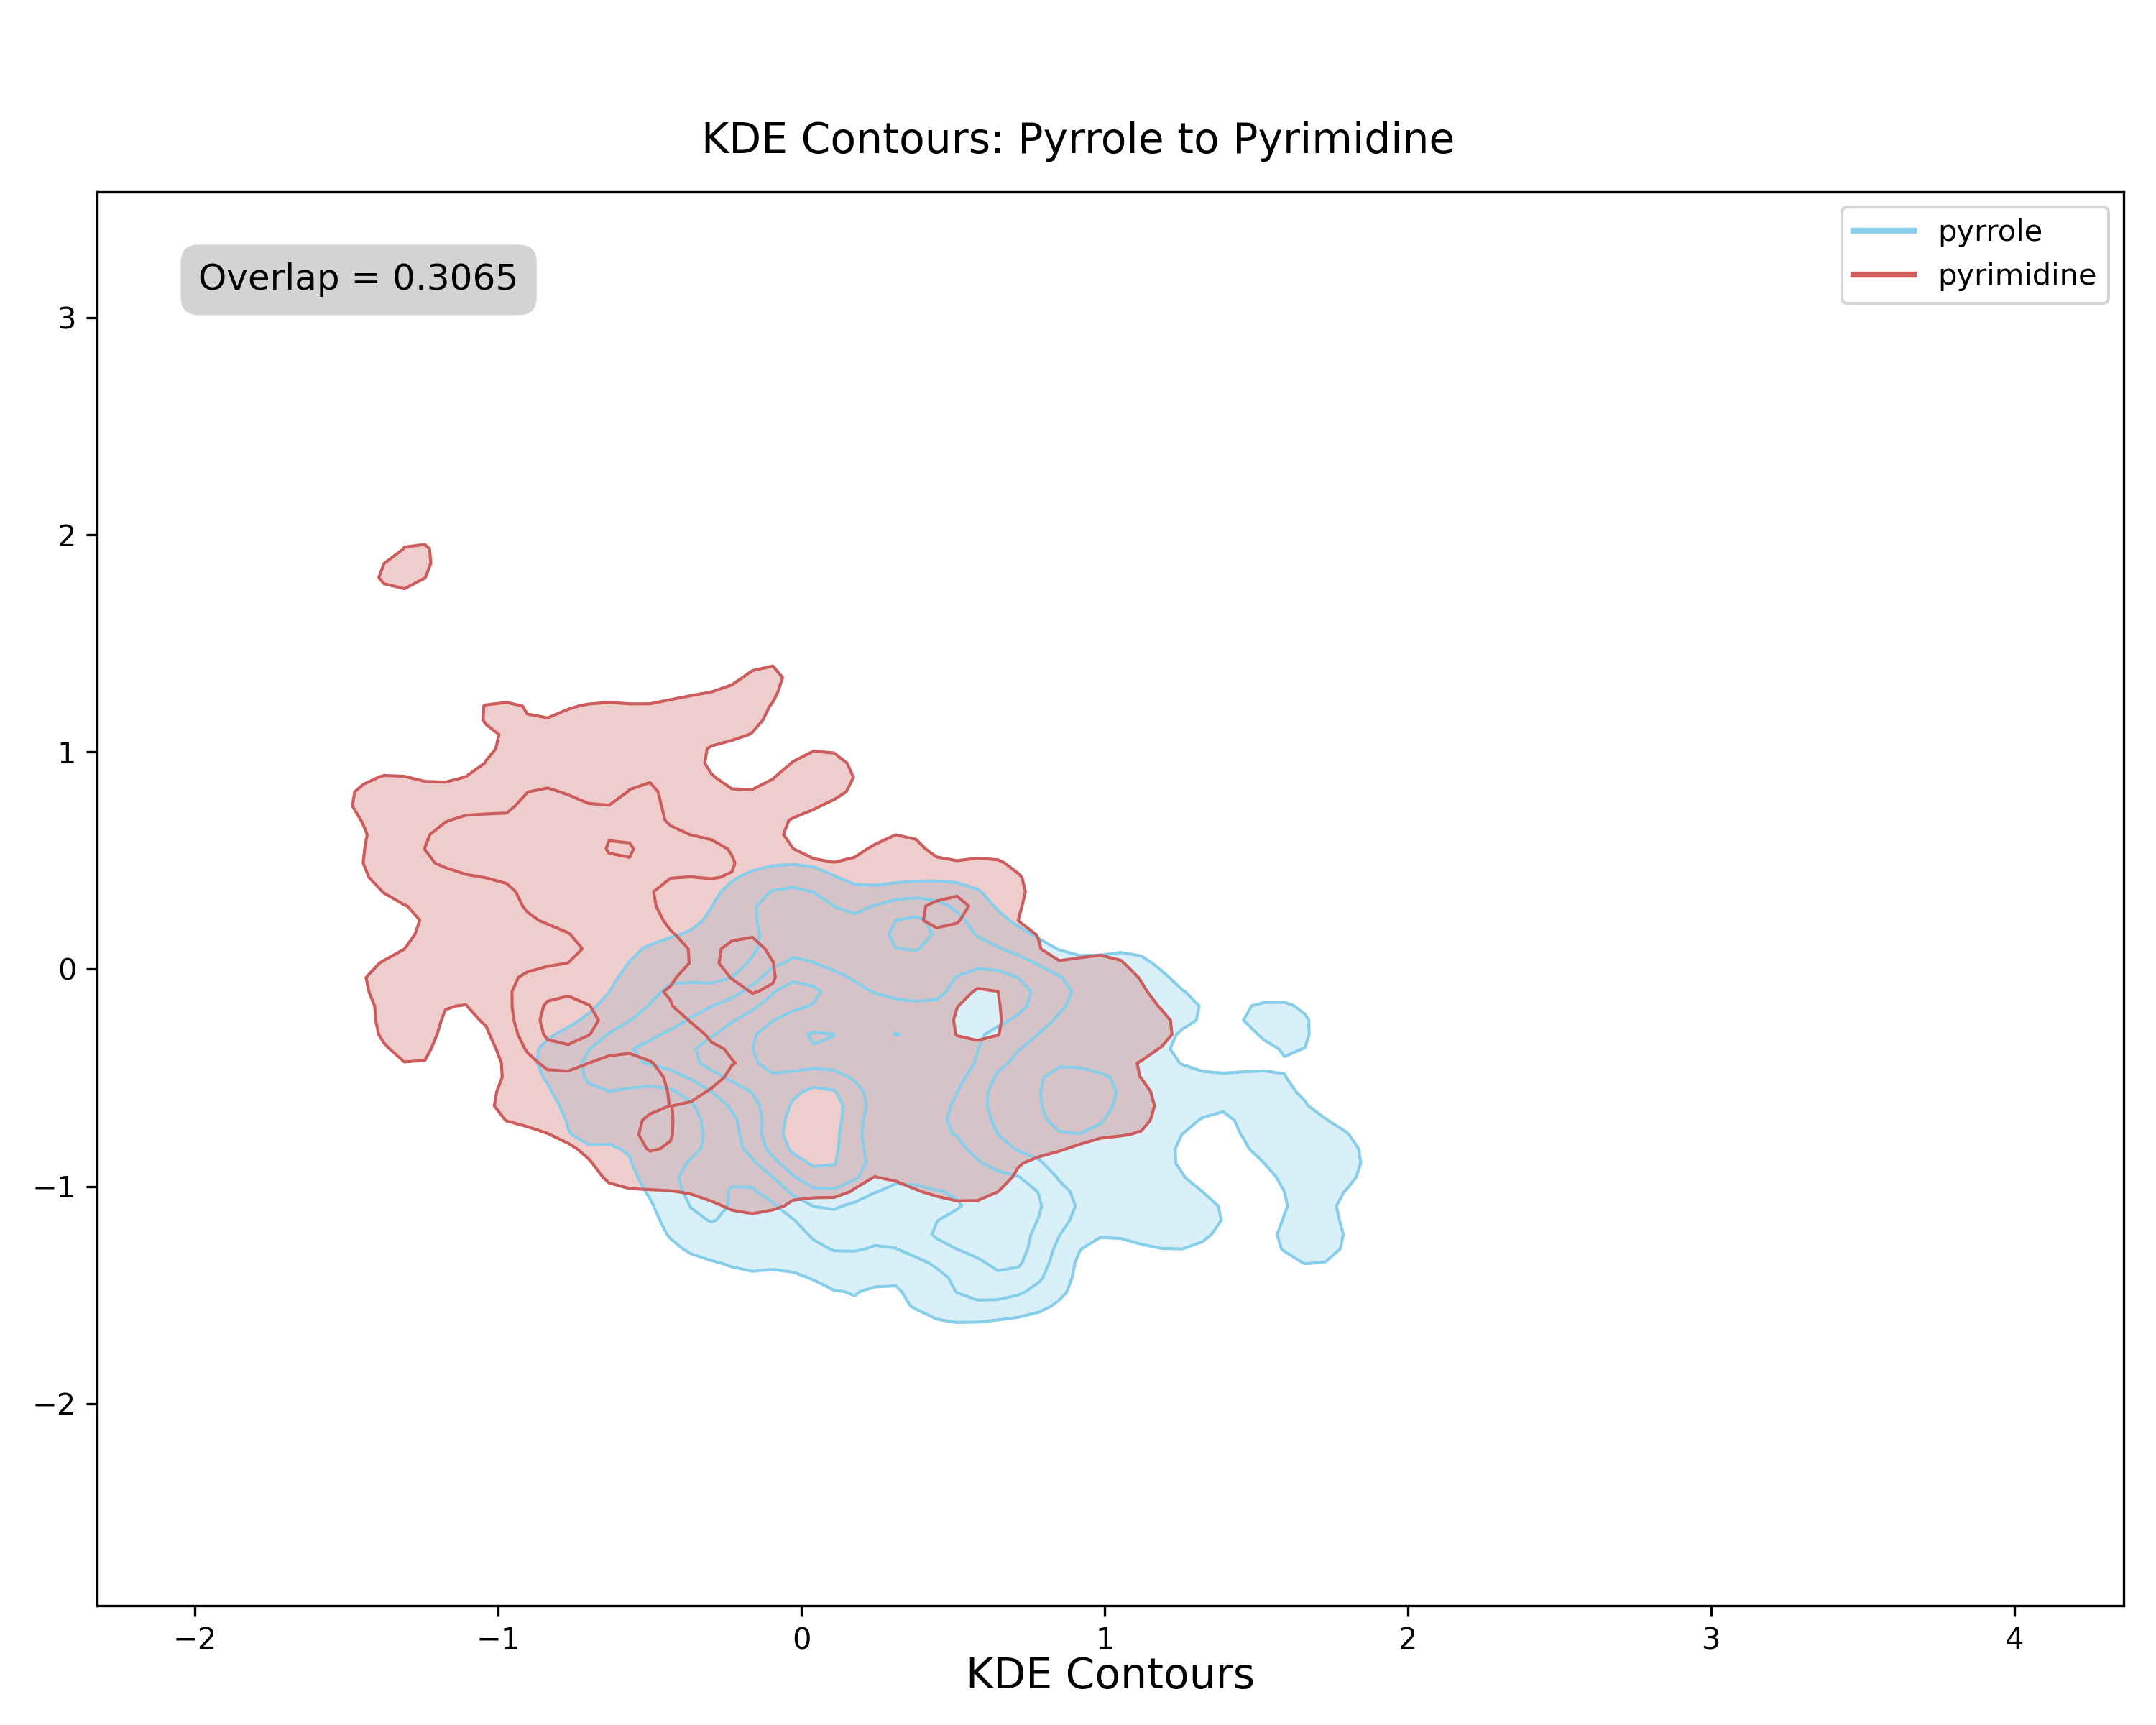 KDE Contours: Pyrrole to Pyrimidine
Overlap = 0.3065
pyrrole
pyrimidine
3
2
1
0
−1
−2
−2 −1 0 1 2 3 4
KDE Contours